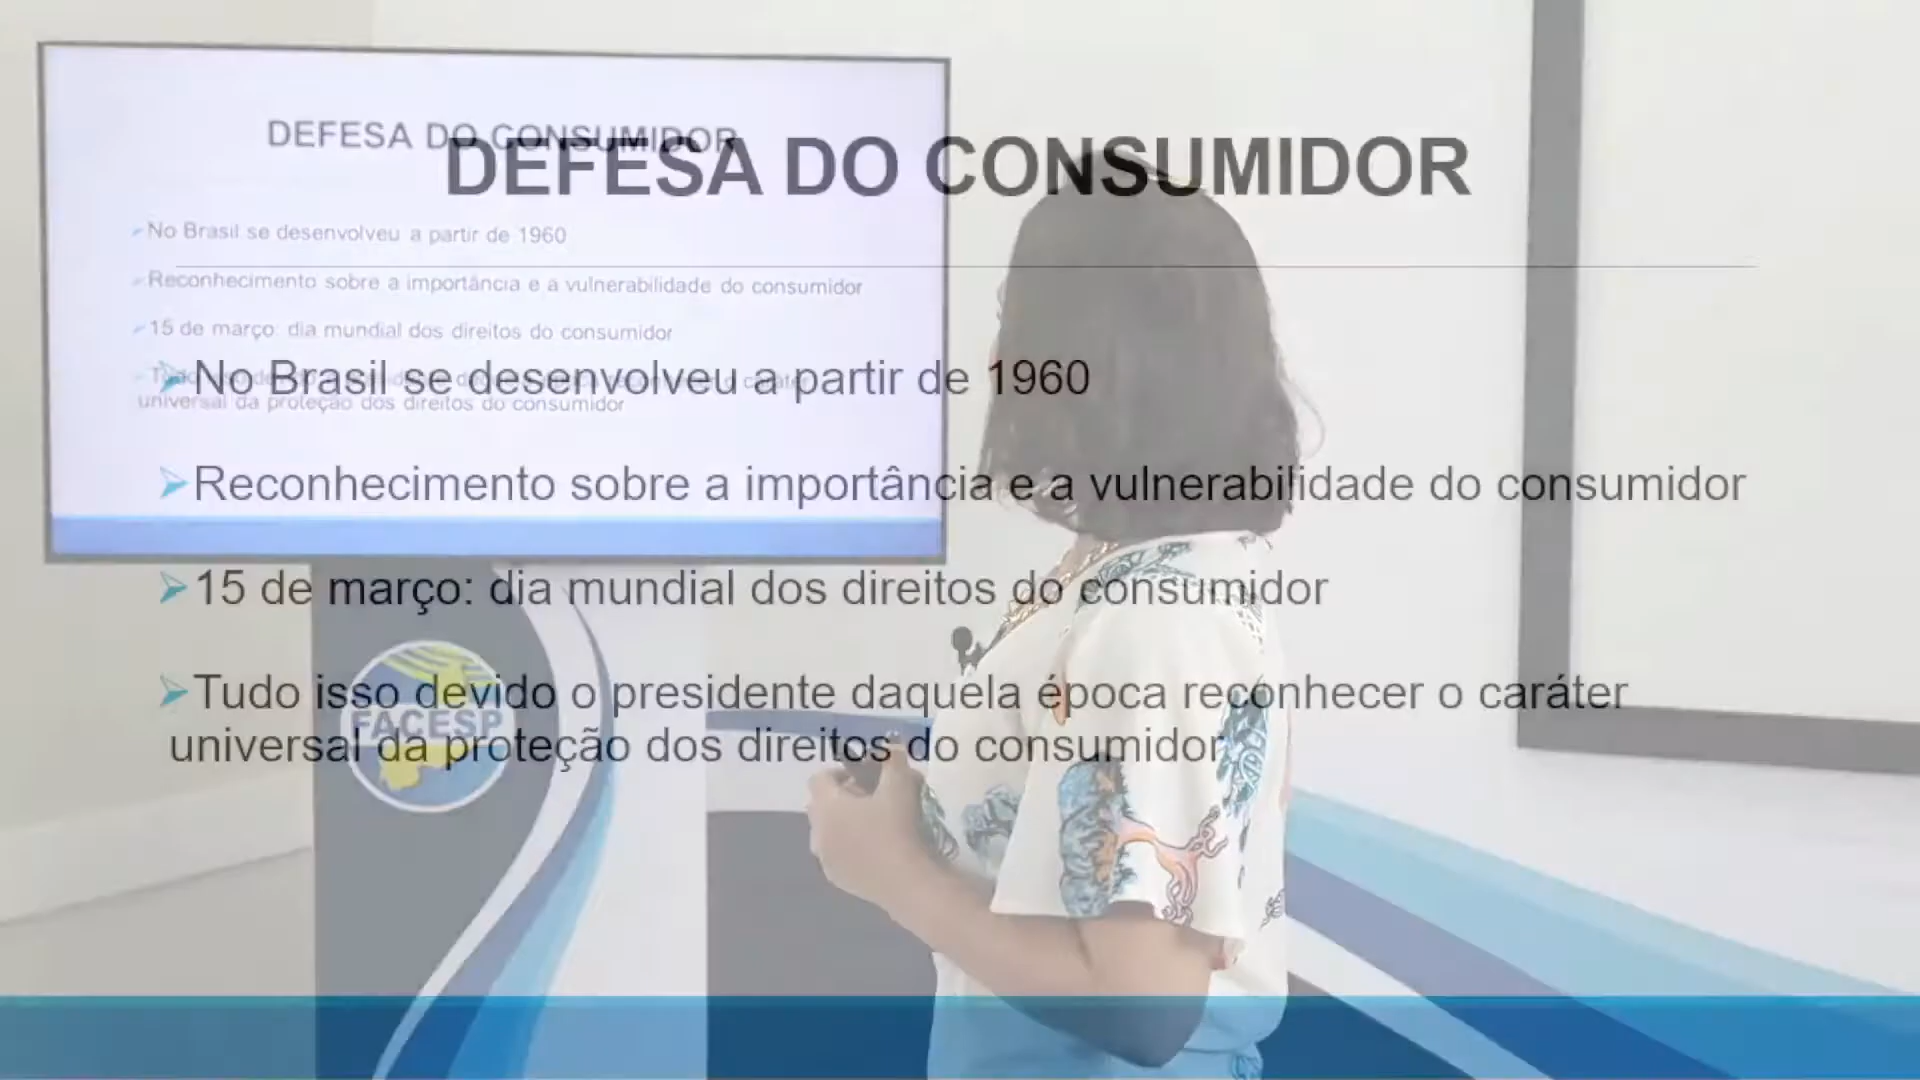 DEFESA DO CONSUMIDOR
No Brasil se desenvolveu a partir de 1960
Reconhecimento sobre a importância e a vulnerabilidade do consumidor
15 de março: dia mundial dos direitos do consumidor
universal da proteção dos direitos do consumidor
DEFESA DO CONSUMIDOR
No Brasil se desenvolveu a partir de 1960
Reconhecimento sobre a importância e a vulnerabilidade do consumidor
15 de março: dia mundial dos direitos do consumidor
Tudo isso devido o presidente daquela época reconhecer o caráter
universal da proteção dos direitos do consumidor
FACESP